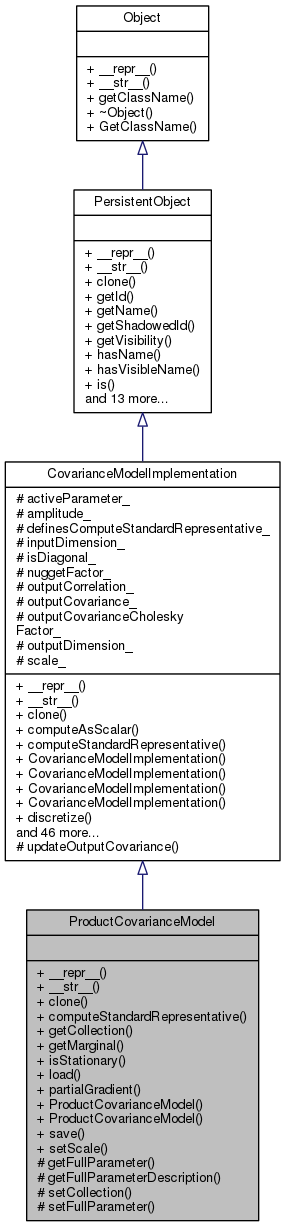 Object
+ __repr__()
+ __str__()
+ getClassName()
+ ~Object()
+ GetClassName()
PersistentObject
+ __repr__()
+ __str__()
+ clone()
+ getId()
+ getName()
+ getShadowedId()
+ getVisibility()
+ hasName()
+ hasVisibleName()
+ is()
and 13 more...
CovarianceModelImplementation
# activeParameter_
# amplitude_
# definesComputeStandardRepresentative_
# inputDimension_
# isDiagonal_
# nuggetFactor_
# outputCorrelation_
# outputCovariance_
# outputCovarianceCholesky
Factor_
# outputDimension_
# scale_
+ __repr__()
+ __str__()
+ clone()
+ computeAsScalar()
+ computeStandardRepresentative()
+ CovarianceModelImplementation()
+ CovarianceModelImplementation()
+ CovarianceModelImplementation()
+ CovarianceModelImplementation()
+ discretize()
and 46 more...
# updateOutputCovariance()
ProductCovarianceModel
+ __repr__()
+ __str__()
+ clone()
+ computeStandardRepresentative()
+ getCollection()
+ getMarginal()
+ isStationary()
+ load()
+ partialGradient()
+ ProductCovarianceModel()
+ ProductCovarianceModel()
+ save()
+ setScale()
# getFullParameter()
# getFullParameterDescription()
# setCollection()
# setFullParameter()